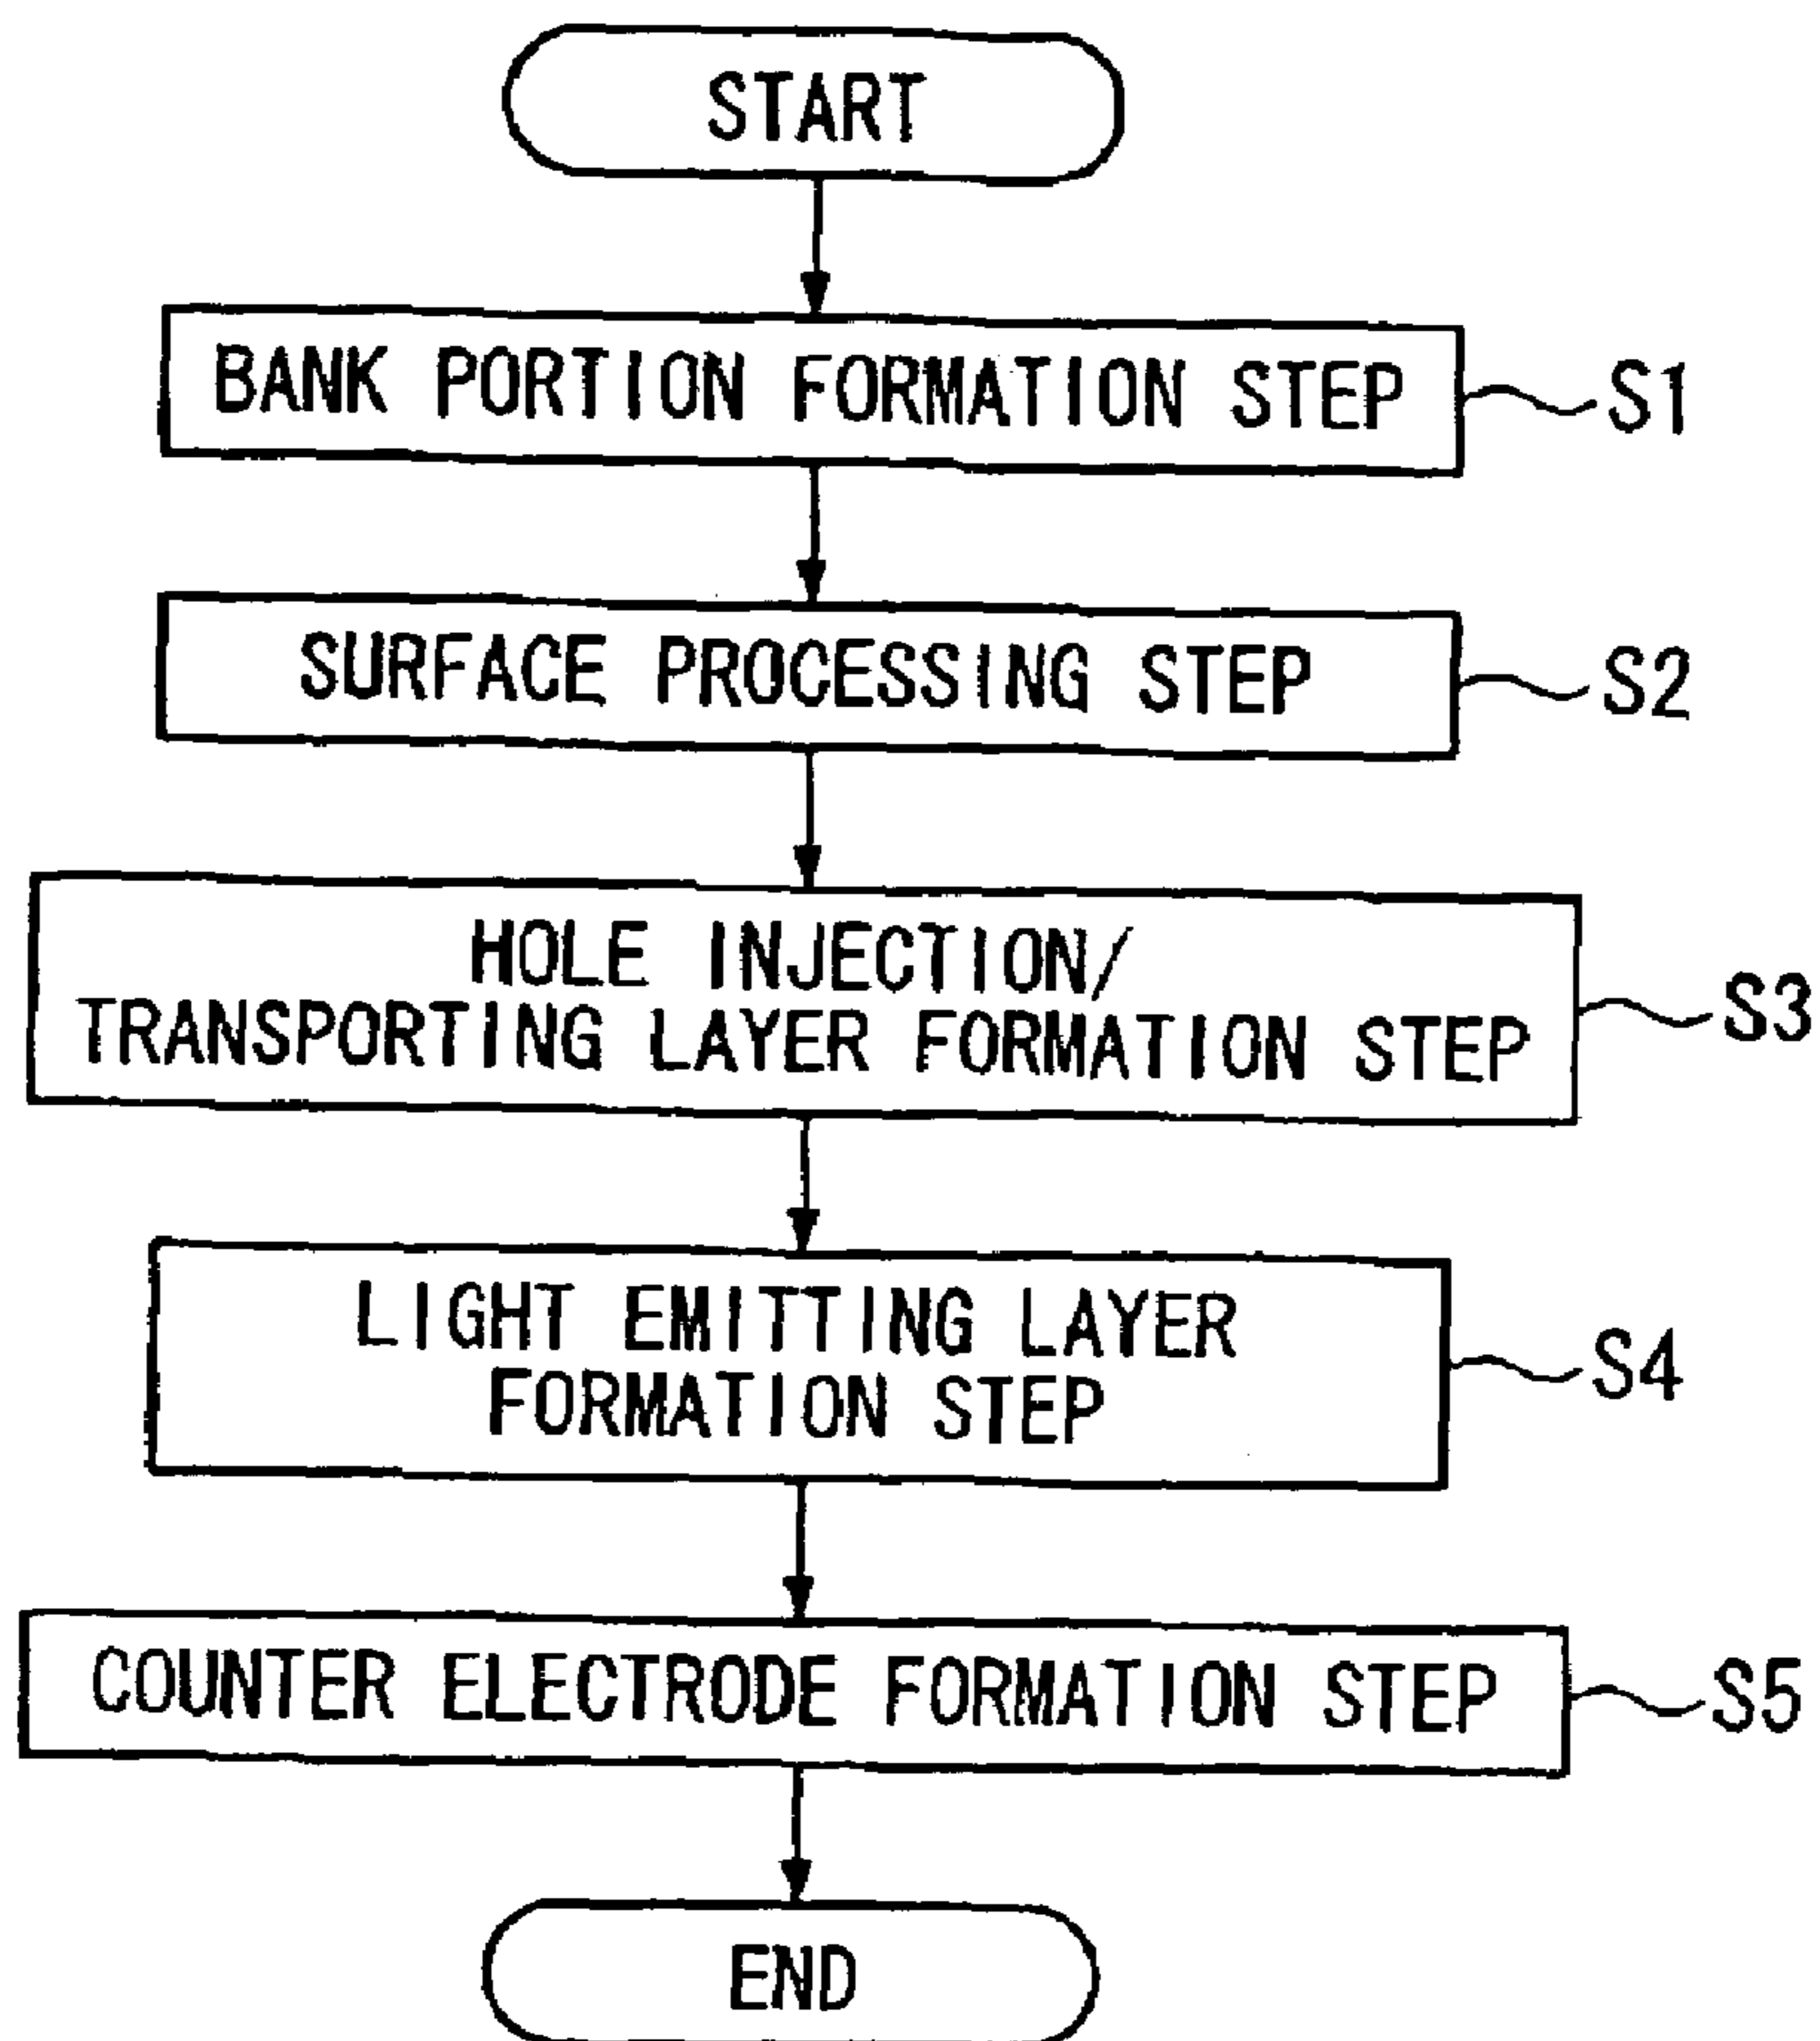 START
BANK PORTION FORMATION STEP
S1
SURFACE PROCESSING STEP
S2
HOLE INJECTION/
TRANSPORTING LAYER FORMATION STEP
S3
LIGHT EMITTING LAYER
FORMATION STEP
S4
COUNTER ELECTRODE FORMATION STEP
S5
END